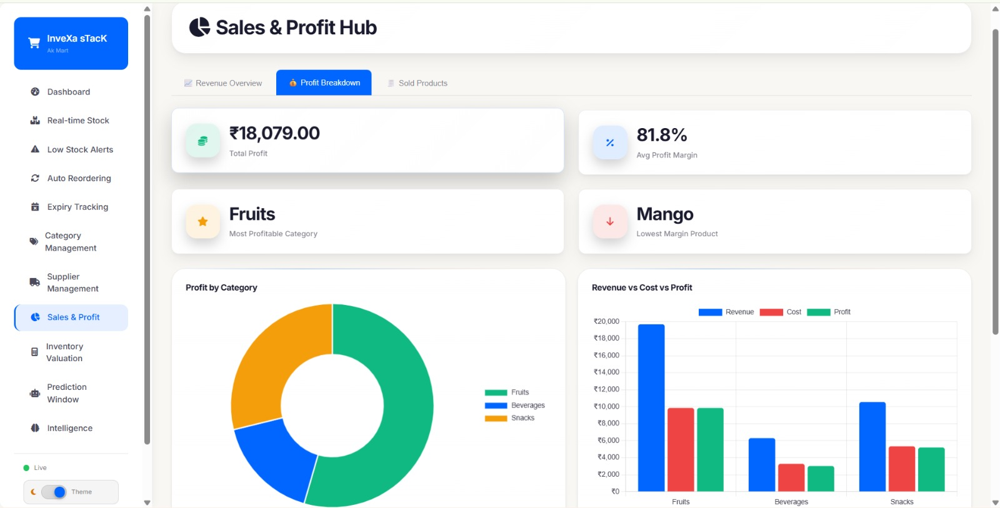 InveXa sTacK
Ak Mart
Dashboard
Real-time Stock
Low Stock Alerts
Auto Reordering
Expiry Tracking
Category
Management
Supplier
Management
Sales & Profit
Inventory
Valuation
Prediction
Window
Intelligence
Live
Theme
Sales & Profit Hub
Revenue Overview
Profit Breakdown
Sold Products
₹18,079.00
Total Profit
81.8%
Avg Profit Margin
Fruits
Most Profitable Category
Mango
Lowest Margin Product
Profit by Category
Fruits
Beverages
Snacks
Revenue vs Cost vs Profit
Revenue Cost Profit
₹20,000
₹18,000
₹16,000
₹14,000
₹12,000
₹10,000
₹8,000
₹6,000
₹4,000
₹2,000
₹0
Fruits Beverages Snacks